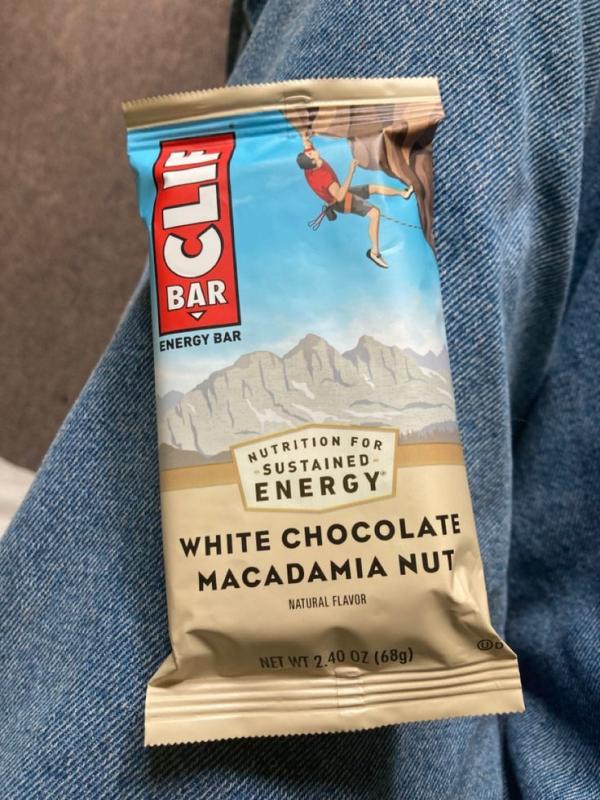 CLIF
BAR
ENERGY BAR
NUTRITION FOR
-SUSTAINED-
ENERGY®
WHITE CHOCOLATE
MACADAMIA NUT
NATURAL FLAVOR
NET WT 2.40 OZ (68g)
Ⓤ D